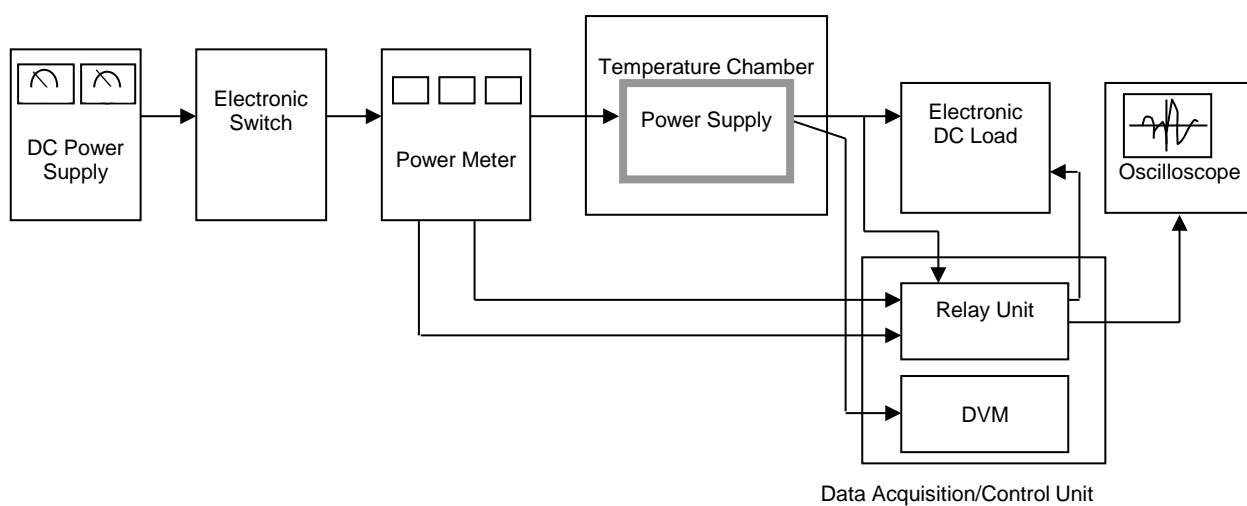 DC Power
Supply
Electronic
Switch
Power Meter
Temperature Chamber
Power Supply
Electronic
DC Load
Oscilloscope
Relay Unit
DVM
Data Acquisition/Control Unit